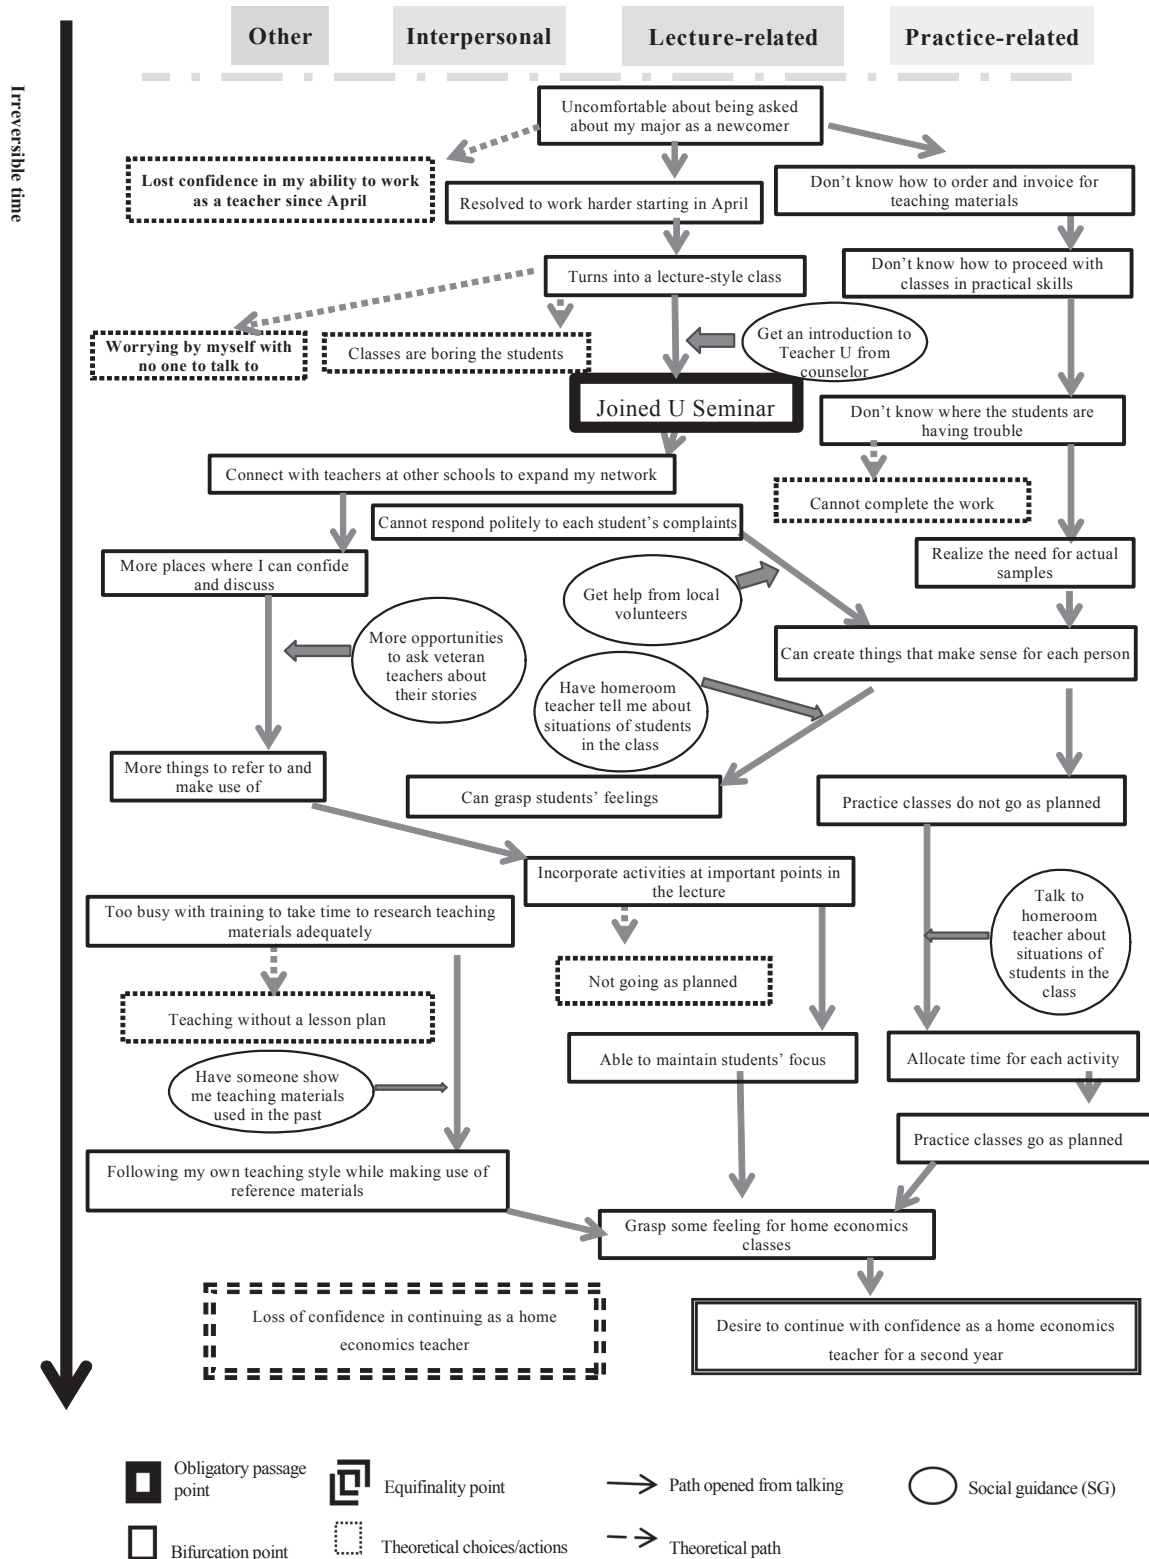 Other
Interpersonal
Lecture-related
Practice-related
Irreversible time
Uncomfortable about being asked
about my major as a newcomer
Lost confidence in my ability to work
as a teacher since April
Resolved to work harder starting in April
Don’t know how to order and invoice for
teaching materials
Turns into a lecture-style class
Don’t know how to proceed with
classes in practical skills
Worrying by myself with
no one to talk to
Classes are boring the students
Get an introduction to
Teacher U from
counselor
Joined U Seminar
Don’t know where the students are
having trouble
Connect with teachers at other schools to expand my network
Cannot complete the work
Cannot respond politely to each student’s complaints
More places where I can confide
and discuss
Realize the need for actual
samples
Get help from local
volunteers
More opportunities
to ask veteran
teachers about
their stories
Can create things that make sense for each person
Have homeroom
teacher tell me about
situations of students
in the class
More things to refer to and
make use of
Can grasp students’ feelings
Practice classes do not go as planned
Incorporate activities at important points in
the lecture
Too busy with training to take time to research teaching
materials adequately
Talk to
homeroom
teacher about
situations of
students in the
class
Not going as planned
Teaching without a lesson plan
Able to maintain students’ focus
Allocate time for each activity
Have someone show
me teaching materials
used in the past
Practice classes go as planned
Following my own teaching style while making use of
reference materials
Grasp some feeling for home economics
classes
Loss of confidence in continuing as a home
economics teacher
Desire to continue with confidence as a home economics
teacher for a second year
Obligatory passage
point
Equifinality point
Path opened from talking
Social guidance (SG)
Bifurcation point
Theoretical choices/actions
Theoretical path